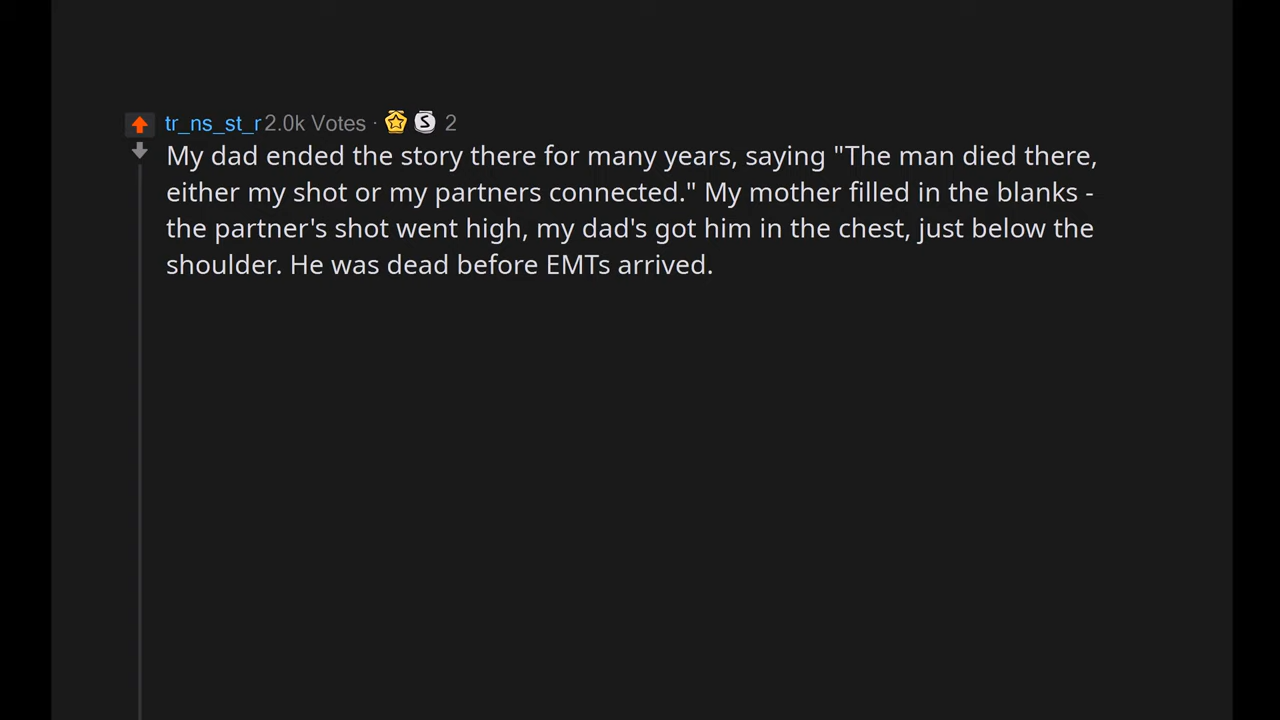 tr_ns_st_r 2.0k Votes · S 2
My dad ended the story there for many years, saying "The man died there,
either my shot or my partners connected." My mother filled in the blanks -
the partner's shot went high, my dad's got him in the chest, just below the
shoulder. He was dead before EMTs arrived.